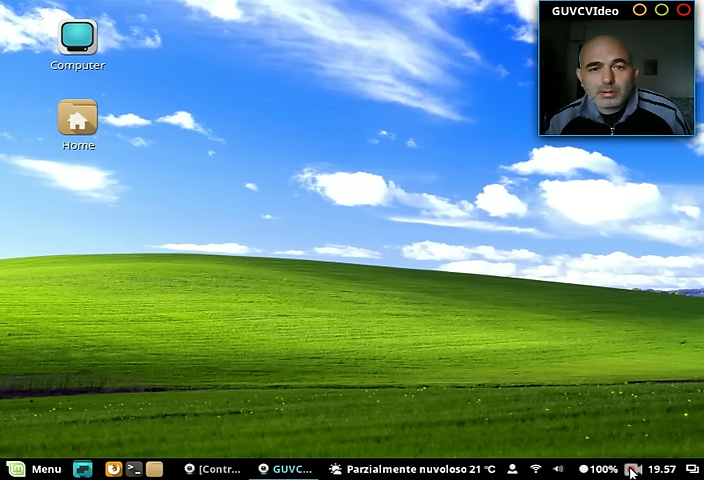 GUVCVIdeo
Computer
Home
Menu [Contr... GUVC... Parzialmente nuvoloso 21 °C 100% 19.57